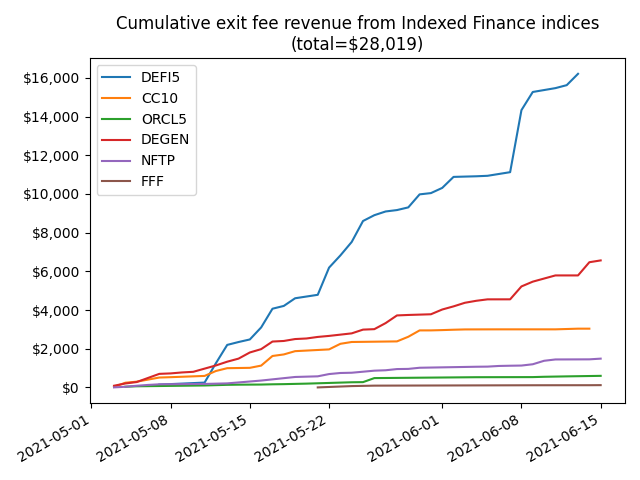 Cumulative exit fee revenue from Indexed Finance indices
(total=$28,019)
$16,000
$14,000
$12,000
$10,000
$8,000
$6,000
$4,000
$2,000
$0
DEFI5
CC10
ORCL5
DEGEN
NFTP
FFF
2021-05-01
2021-05-08
2021-05-15
2021-05-22
2021-06-01
2021-06-08
2021-06-15